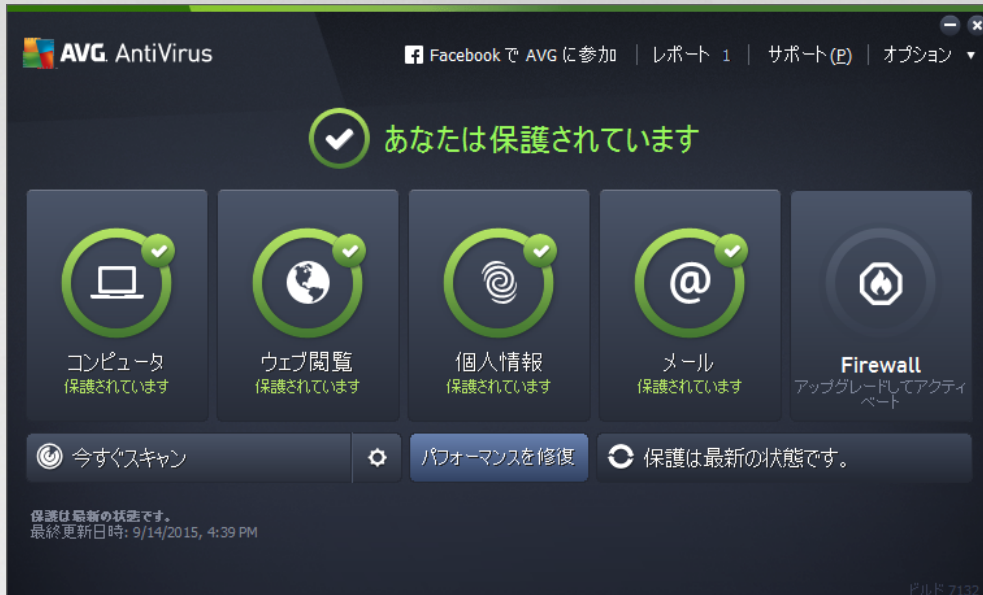 AVG AntiVirus
Facebook で AVG に参加 レポート 1 サポート(P) オプション
あなたは保護されています
コンピュータ
保護されています
ウェブ閲覧
保護されています
個人情報
保護されています
メール
保護されています
Firewall
アップグレードしてアクティ
ベート
今すぐスキャン
パフォーマンスを修復
保護は最新の状態です。
保護は最新の状態です。
最終更新日時: 9/14/2015, 4:39 PM
ビルド 7132